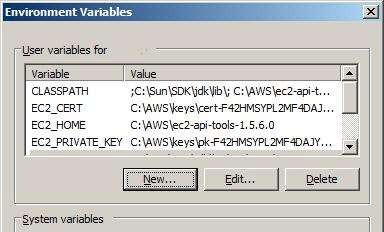 Environment Variables
User variables for
Variable Value
CLASSPATH ;C:\Sun\SDK\jdk\lib\; C:\AWS\ec2-api-t...
EC2_CERT C:\AWS\keys\cert-F42HMSYPL2MF4DAJ...
EC2_HOME C:\AWS\ec2-api-tools-1.5.6.0
EC2_PRIVATE_KEY C:\AWS\keys\pk-F42HMSYPL2MF4DAJY...
New... Edit... Delete
System variables